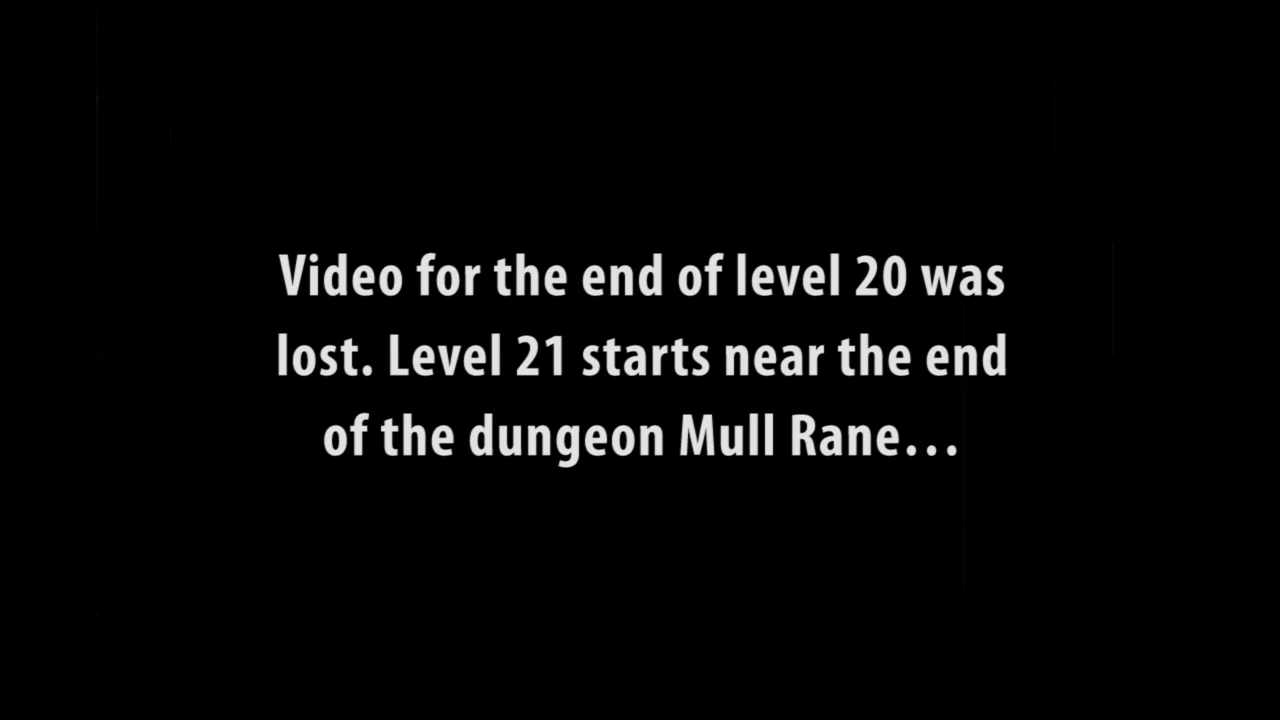 Video for the end of level 20 was
lost. Level 21 starts near the end
of the dungeon Mull Rane…